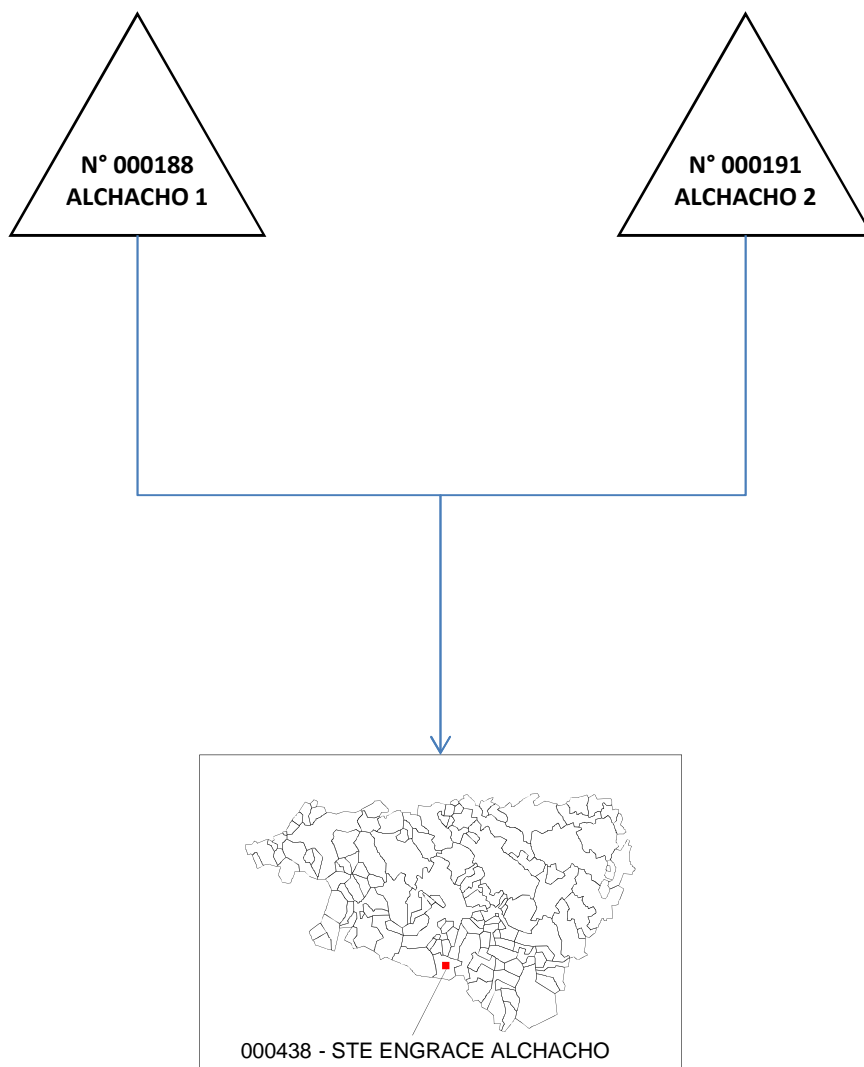 N° 000188
ALCHACHO 1
N° 000191
ALCHACHO 2
000438 - STE ENGRACE ALCHACHO